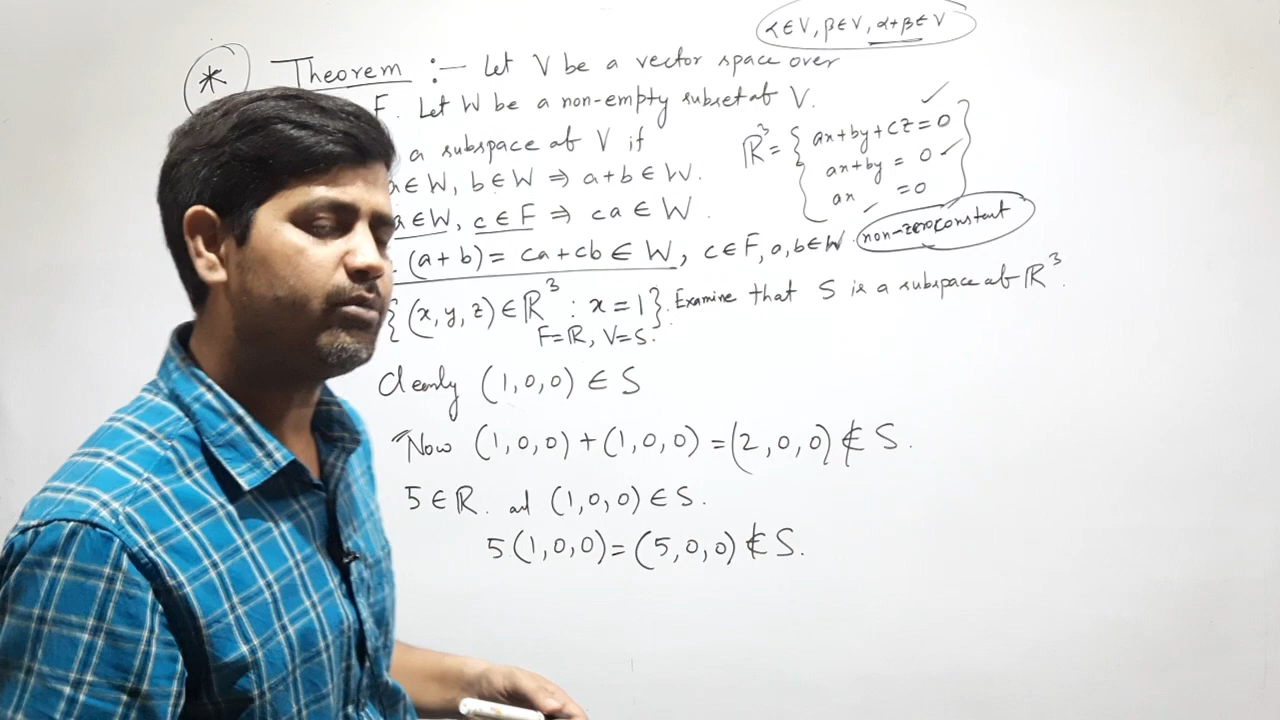 α∈V, β∈V, α+β∈V
* Theorem :— Let V be a vector space over
F. Let W be a non-empty subset of V.
a subspace of V if
a∈W, b∈W ⇒ a+b∈W.
a∈W, c∈F ⇒ ca∈W.
(a+b) = ca+cb∈W, c∈F, a,b∈W.
ℝ³ = { ax+by+cz=0 ✓
ax+by = 0 ✓
ax = 0 ✓ }
non-zero constant
{(x,y,z)∈ℝ³ : x=1}. Examine that S is a subspace of ℝ³.
F=ℝ, V=S.
Clearly (1,0,0) ∈ S
Now (1,0,0)+(1,0,0) = (2,0,0) ∉ S.
5∈ℝ. and (1,0,0) ∈ S.
5(1,0,0) = (5,0,0) ∉ S.